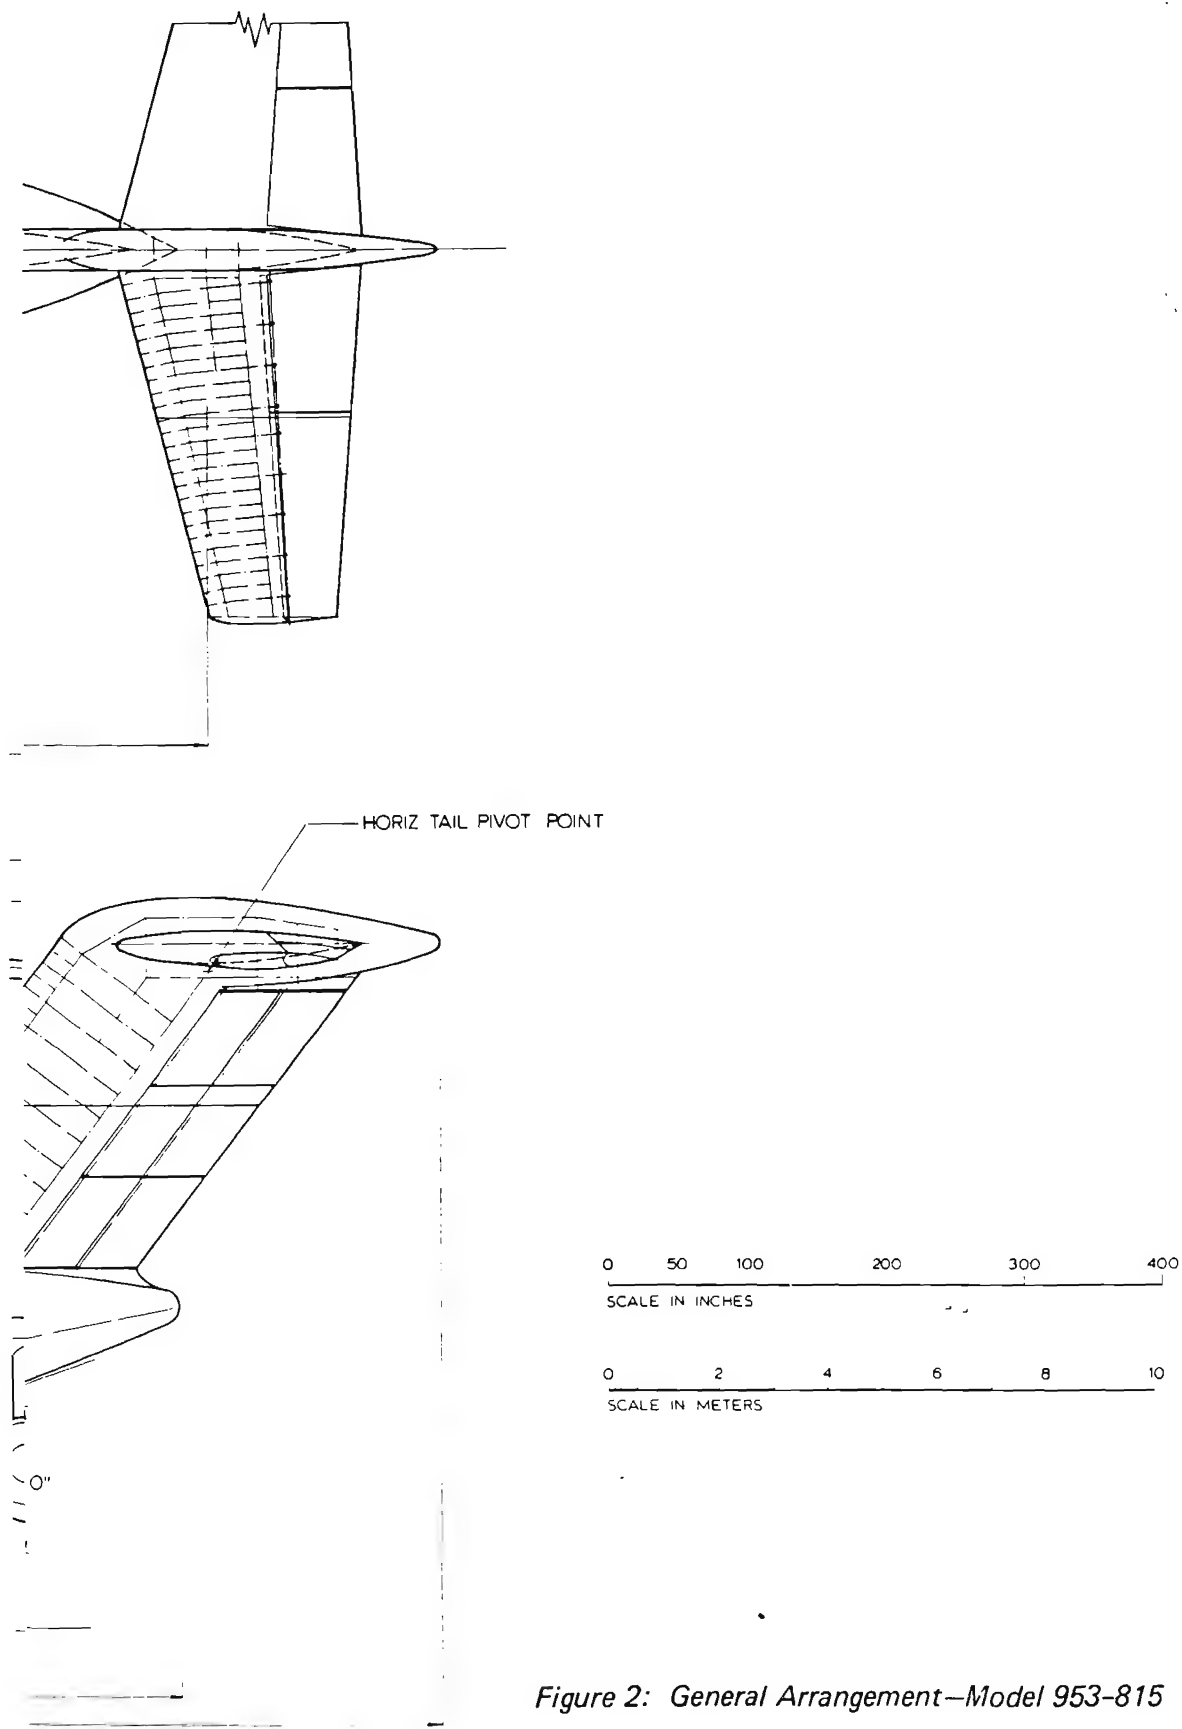 HORIZ TAIL PIVOT POINT
0 50 100 200 300 400
SCALE IN INCHES
0 2 4 6 8 10
SCALE IN METERS
0"
Figure 2: General Arrangement—Model 953-815